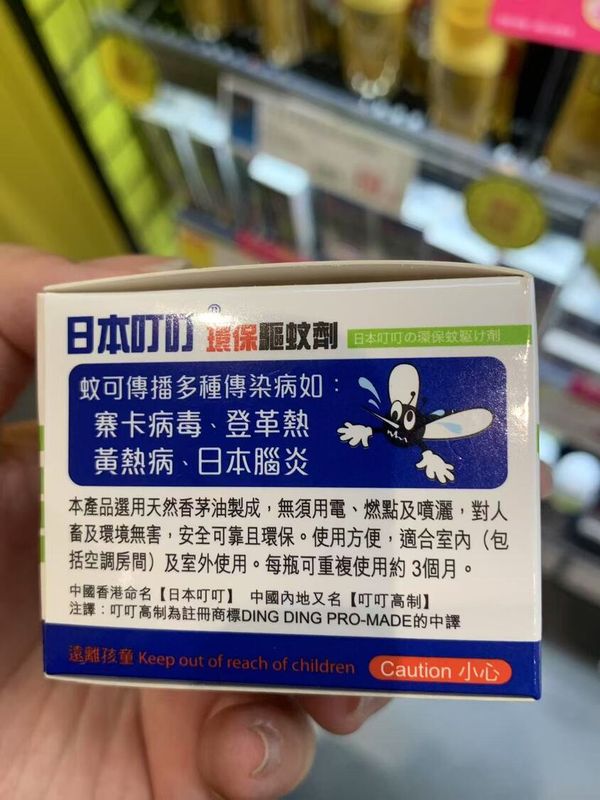 日本叮叮® 環保驅蚊劑 日本叮叮の環保蚊駆け剤
蚊可傳播多種傳染病如：
寨卡病毒、登革熱
黃熱病、日本腦炎
本產品選用天然香茅油製成，無須用電、燃點及噴灑，對人
畜及環境無害，安全可靠且環保。使用方便，適合室內（包
括空調房間）及室外使用。每瓶可重複使用約 3個月。
中國香港命名【日本叮叮】 中國內地又名【叮叮高制】
注譯：叮叮高制為註冊商標DING DING PRO-MADE的中譯
遠離孩童 Keep out of reach of children Caution 小心